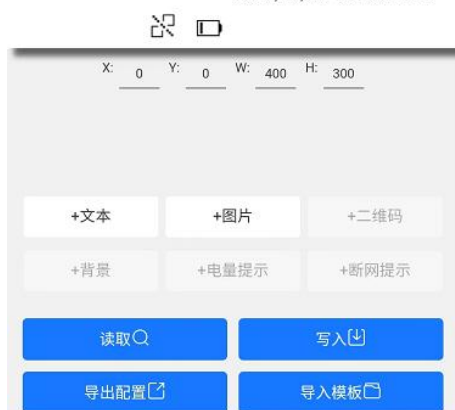 X: 0 Y: 0 W: 400 H: 300
+文本 +图片 +二维码
+背景 +电量提示 +断网提示
读取 写入
导出配置 导入模板